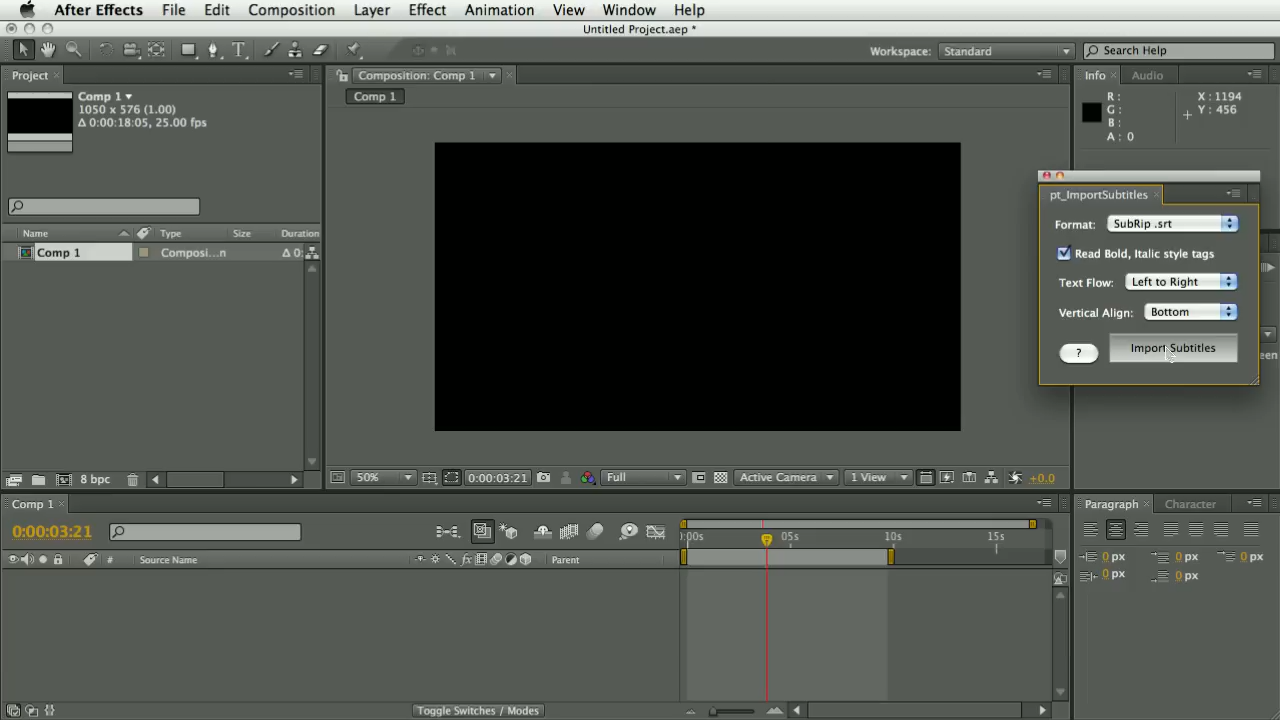 After Effects File Edit Composition Layer Effect Animation View Window Help
Untitled Project.aep *
Workspace: Standard Search Help
Project
Composition: Comp 1
Info Audio
Comp 1
1050 x 576 (1.00)
Δ 0:00:18:05, 25.00 fps
Comp 1
R :
G :
B :
A : 0
X : 1194
Y : 456
pt_ImportSubtitles
Format: SubRip .srt
Read Bold, Italic style tags
Text Flow: Left to Right
Vertical Align: Bottom
? Import Subtitles
Name Type Size Duration
Comp 1 Composi...n Δ 0:
8 bpc
50% 0:00:03:21 Full Active Camera 1 View +0.0
Comp 1
Paragraph Character
0:00:03:21
):00s 05s 10s 15s
# Source Name Parent
0 px 0 px 0 px
0 px 0 px
Toggle Switches / Modes